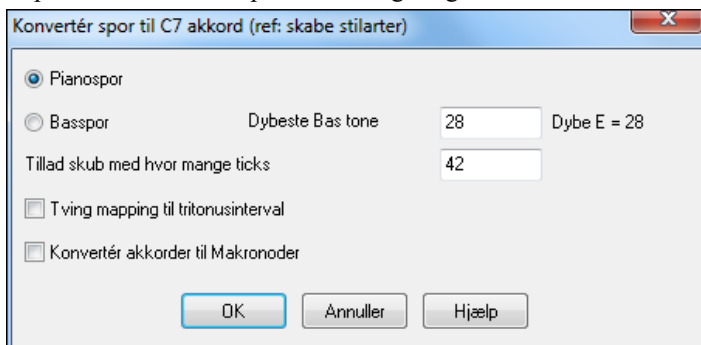 Konvertér spor til C7 akkord (ref: skabe stilarter)
Pianospor
Basspor Dybeste Bas tone 28 Dybe E = 28
Tillad skub med hvor mange ticks 42
Tving mapping til tritonusinterval
Konvertér akkorder til Makronoder
OK Annuller Hjælp